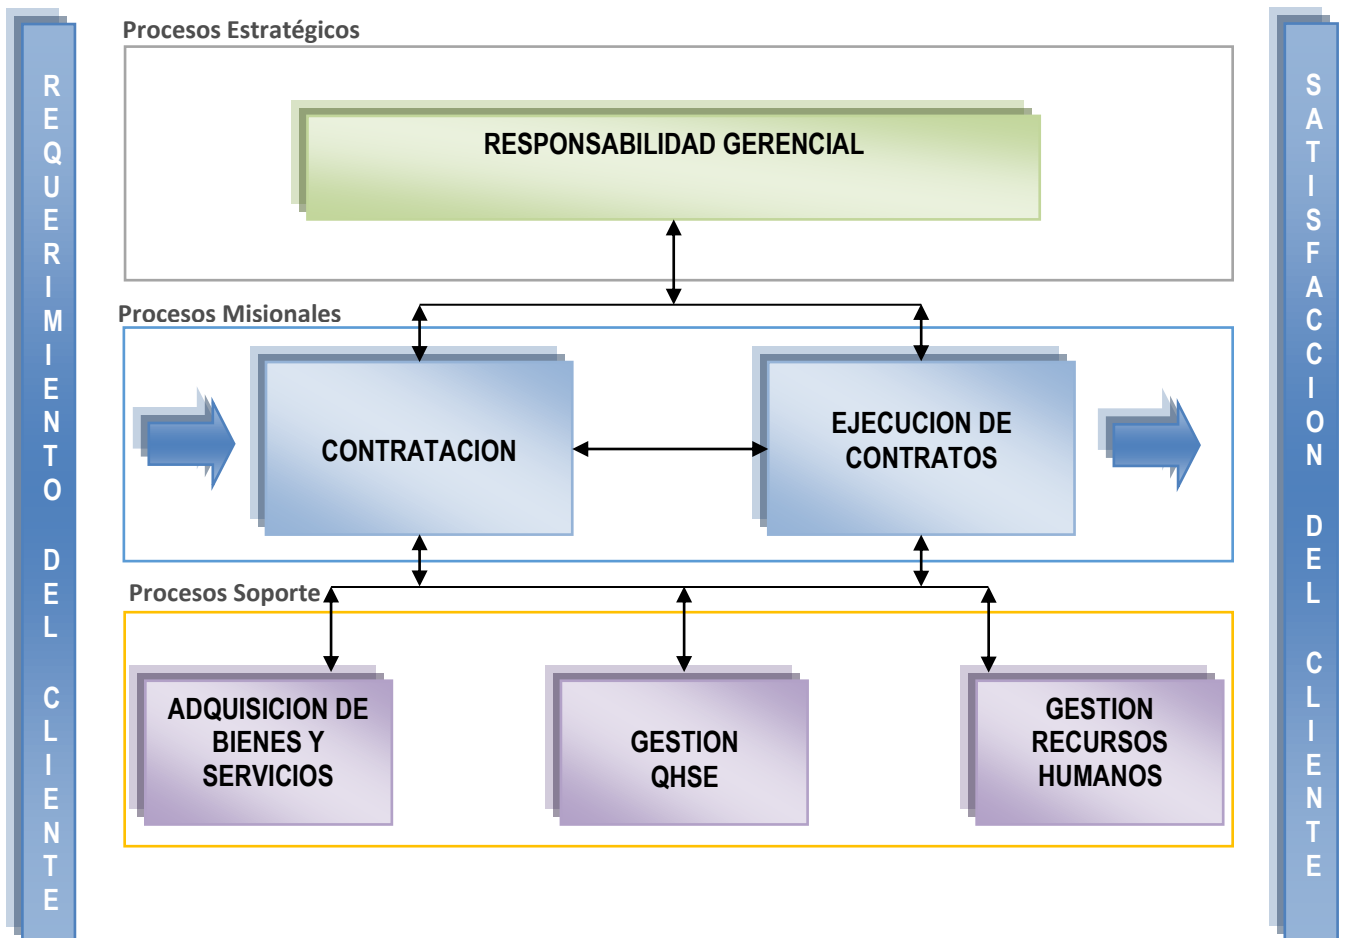 REQUERIMIENTO DEL CLIENTE
Procesos Estratégicos
RESPONSABILIDAD GERENCIAL
Procesos Misionales
CONTRATACION
EJECUCION DE
CONTRATOS
Procesos Soporte
ADQUISICION DE
BIENES Y
SERVICIOS
GESTION
QHSE
GESTION
RECURSOS
HUMANOS
SATISFACCION DEL CLIENTE